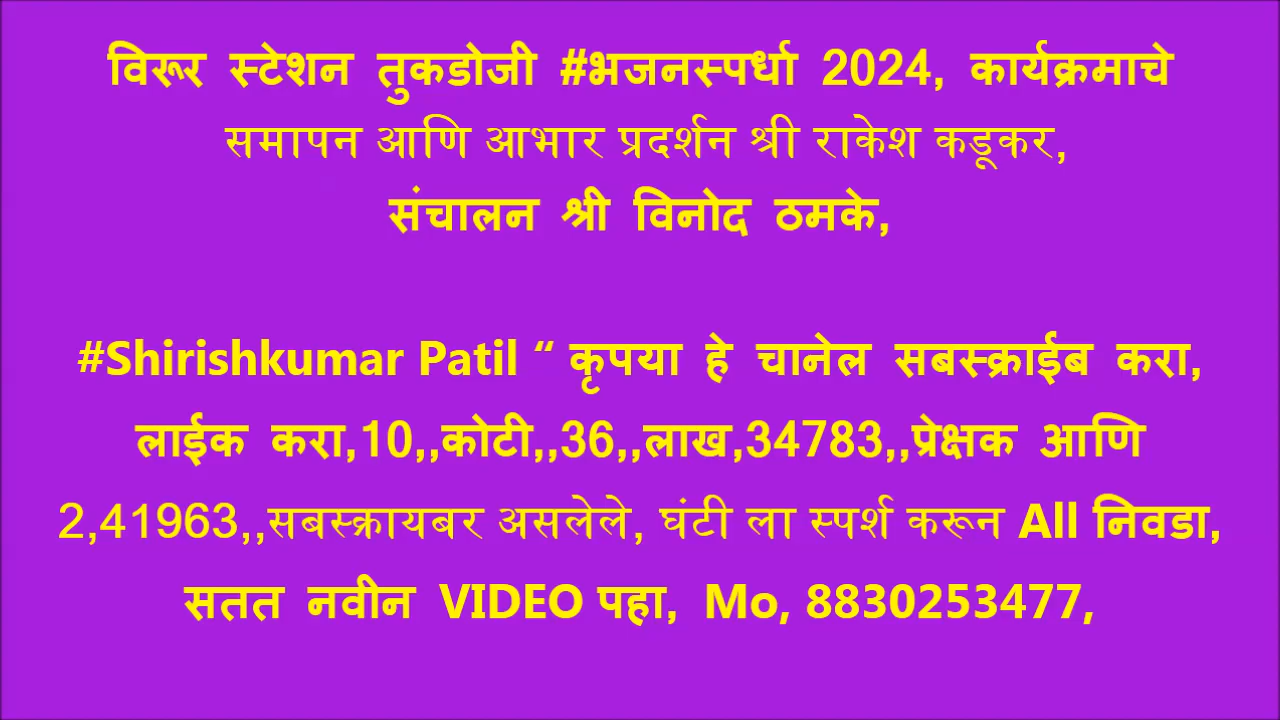 विरूर स्टेशन तुकडोजी #भजनस्पर्धा 2024, कार्यक्रमाचे
समापन आणि आभार प्रदर्शन श्री राकेश कडूकर,
संचालन श्री विनोद ठमके,
#Shirishkumar Patil “ कृपया हे चानेल सबस्क्राईब करा,
लाईक करा,10,,कोटी,,36,,लाख,34783,,प्रेक्षक आणि
2,41963,,सबस्क्रायबर असलेले, घंटी ला स्पर्श करून All निवडा,
सतत नवीन VIDEO पहा, Mo, 8830253477,